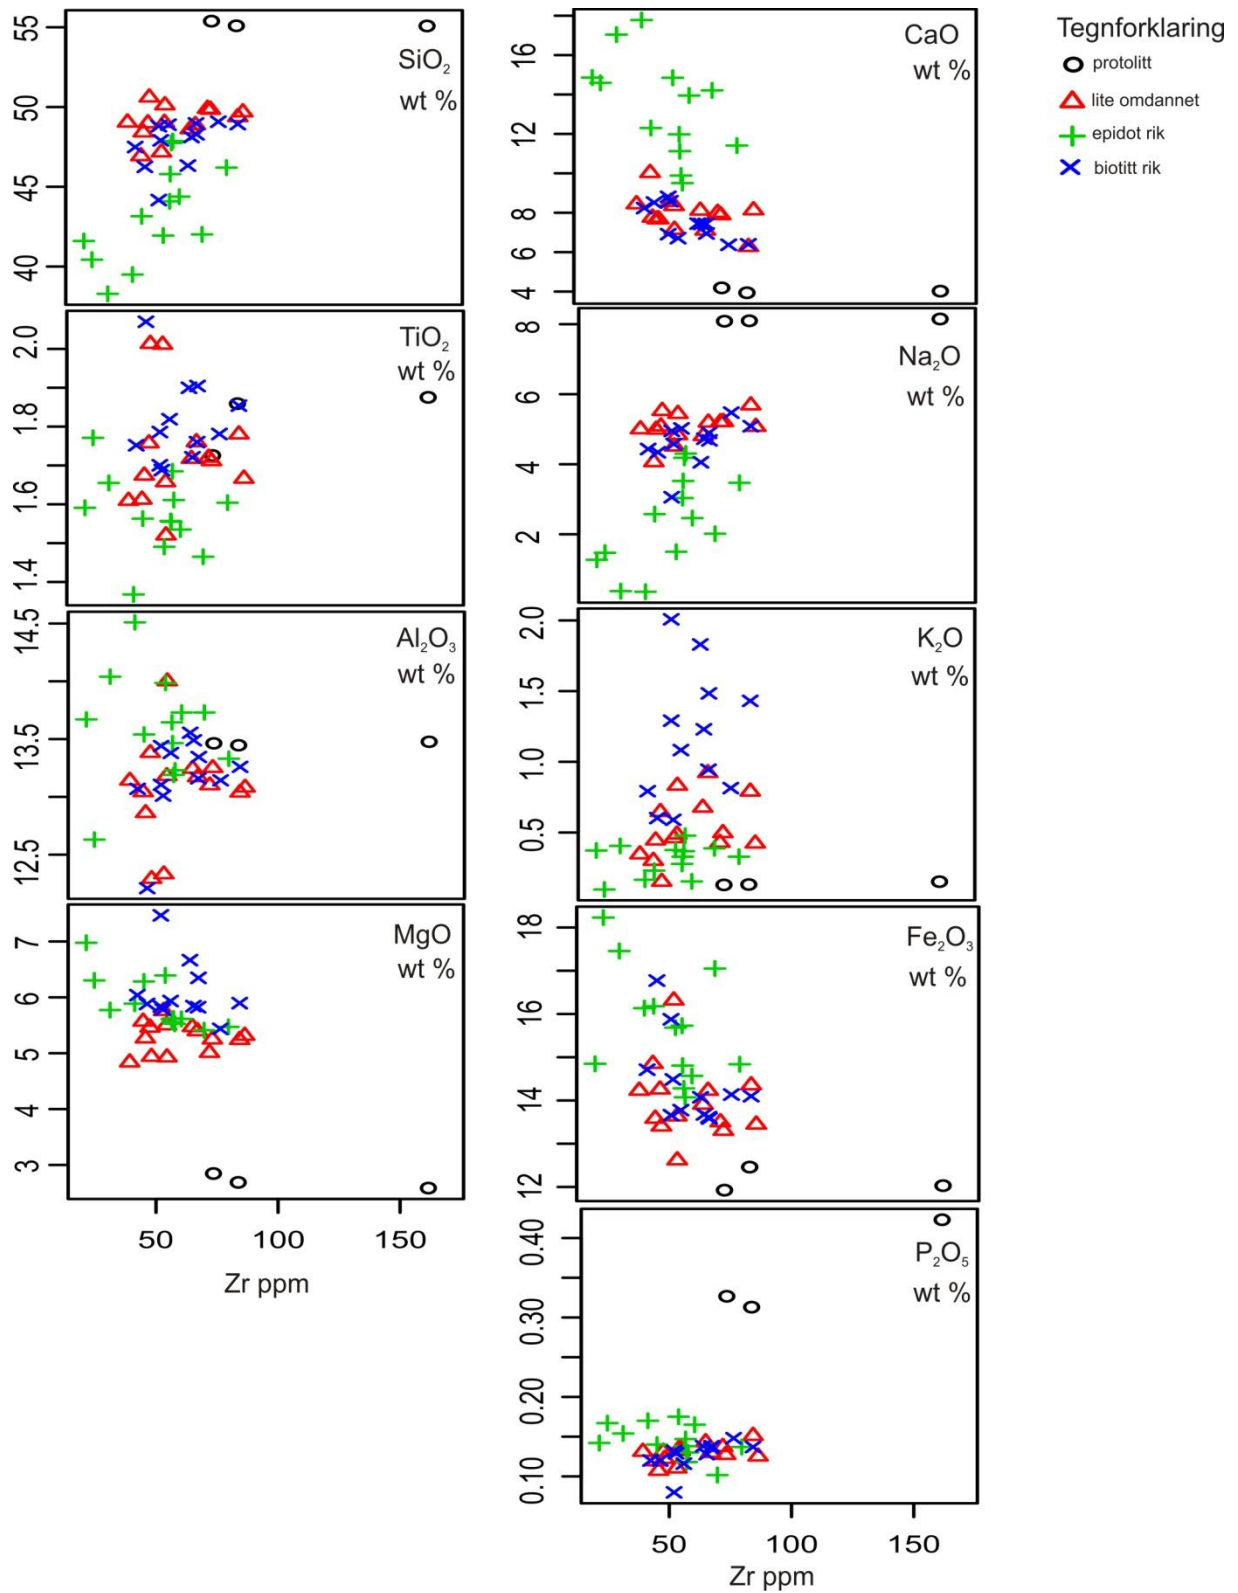 SiO₂
wt %
55
50
45
40
TiO₂
wt %
2.0
1.8
1.6
1.4
Al₂O₃
wt %
14.5
13.5
12.5
MgO
wt %
7
6
5
4
3
50 100 150
Zr ppm
CaO
wt %
16
12
8
6
4
Na₂O
wt %
8
6
4
2
K₂O
wt %
2.0
1.5
1.0
0.5
Fe₂O₃
wt %
18
16
14
12
P₂O₅
wt %
0.40
0.30
0.20
0.10
50 100 150
Zr ppm
Tegnforklaring
protolitt
lite omdannet
epidot rik
biotitt rik